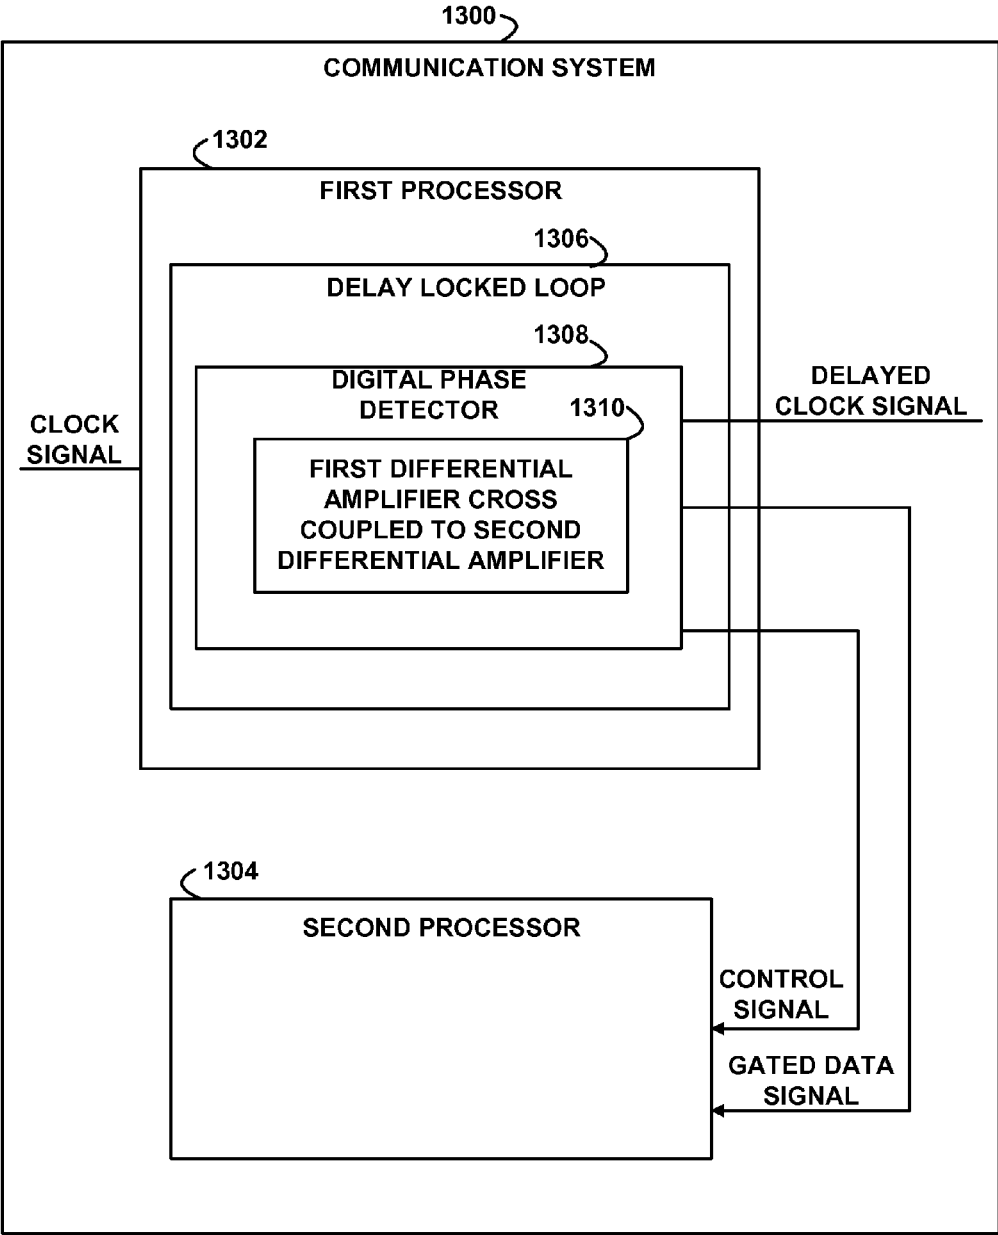 1300
COMMUNICATION SYSTEM
1302
FIRST PROCESSOR
1306
DELAY LOCKED LOOP
1308
DIGITAL PHASE
DETECTOR
1310
DELAYED
CLOCK SIGNAL
CLOCK
SIGNAL
FIRST DIFFERENTIAL
AMPLIFIER CROSS
COUPLED TO SECOND
DIFFERENTIAL AMPLIFIER
1304
SECOND PROCESSOR
CONTROL
SIGNAL
GATED DATA
SIGNAL